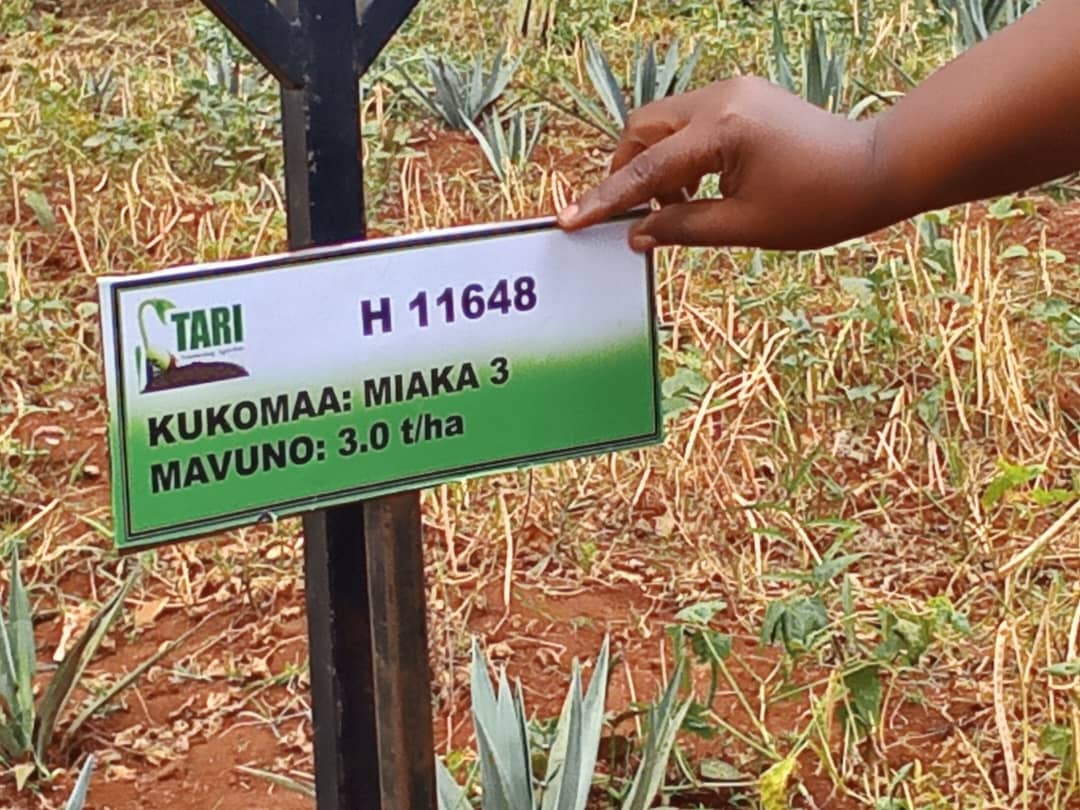 TARI
H 11648
KUKOMAA: MIAKA 3
MAVUNO: 3.0 t/ha